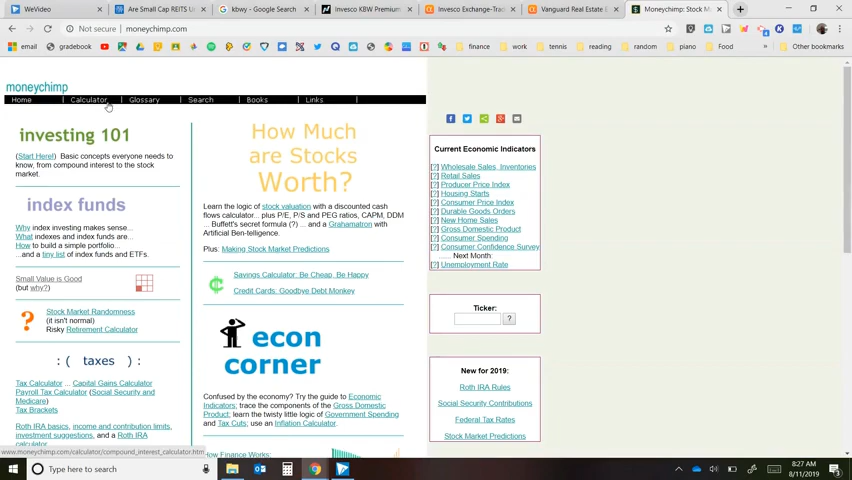 WeVideo
Are Small Cap REITS U
kbwy - Google Search
Invesco KBW Premium
Invesco Exchange-Tra
Vanguard Real Estate E
Moneychimp: Stock M
Not secure | moneychimp.com
email
gradebook
finance
work
tennis
reading
random
piano
Food
Other bookmarks
moneychimp
Home | Calculator | Glossary | Search | Books | Links |
investing 101
(Start Here!) Basic concepts everyone needs to
know, from compound interest to the stock
market.
index funds
Why index investing makes sense...
What indexes and index funds are...
How to build a simple portfolio...
...and a tiny list of index funds and ETFs.
Small Value is Good
(but why?)
Stock Market Randomness
(it isn't normal)
Risky Retirement Calculator
: ( taxes ) :
Tax Calculator ... Capital Gains Calculator
Payroll Tax Calculator (Social Security and
Medicare)
Tax Brackets
Roth IRA basics, income and contribution limits,
investment suggestions, and a Roth IRA
calculator
How Much
are Stocks
Worth?
Learn the logic of stock valuation with a discounted cash
flows calculator... plus P/E, P/S and PEG ratios, CAPM, DDM
... Buffett's secret formula (?) ... and a Grahamatron with
Artificial Ben-telligence.
Plus: Making Stock Market Predictions
Savings Calculator: Be Cheap, Be Happy
Credit Cards: Goodbye Debt Monkey
econ
corner
Confused by the economy? Try the guide to Economic
Indicators; trace the components of the Gross Domestic
Product; learn the twisty little logic of Government Spending
and Tax Cuts; use an Inflation Calculator.
How Finance Works:
Current Economic Indicators
[?] Wholesale Sales, Inventories
[?] Retail Sales
[?] Producer Price Index
[?] Housing Starts
[?] Consumer Price Index
[?] Durable Goods Orders
[?] New Home Sales
[?] Gross Domestic Product
[?] Consumer Spending
[?] Consumer Confidence Survey
...... Next Month:
[?] Unemployment Rate
Ticker:
?
New for 2019:
Roth IRA Rules
Social Security Contributions
Federal Tax Rates
Stock Market Predictions
www.moneychimp.com/calculator/compound_interest_calculator.htm
Type here to search
8:27 AM
8/11/2019